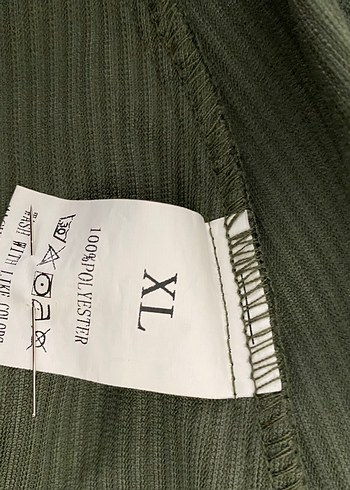 XL
100%POLYESTER
30
WASH WITH LIKE COLORS